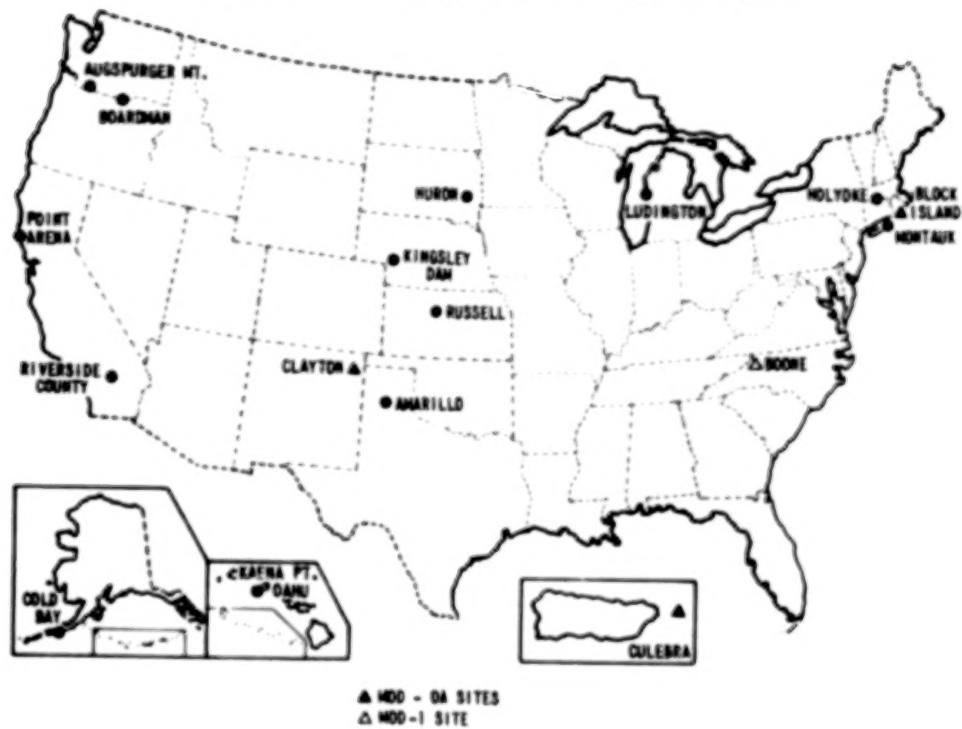 AUGSPURGER MT.
BOARDMAN
HURON
LUDINGTON
HOLYOKE
BLOCK
ISLAND
MONTAUK
POINT
ARENA
KINGSLEY
DAM
RUSSELL
RIVERSIDE
COUNTY
CLAYTON
AMARILLO
BOONE
KAENA PT.
OAHU
COLD
BAY
CULEBRA
▲ MOD - 0A SITES
△ MOD-1 SITE